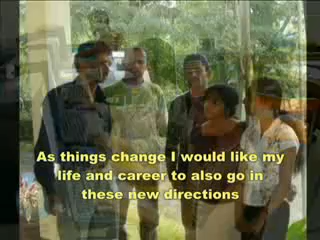 As things change I would like my
life and career to also go in
these new directions